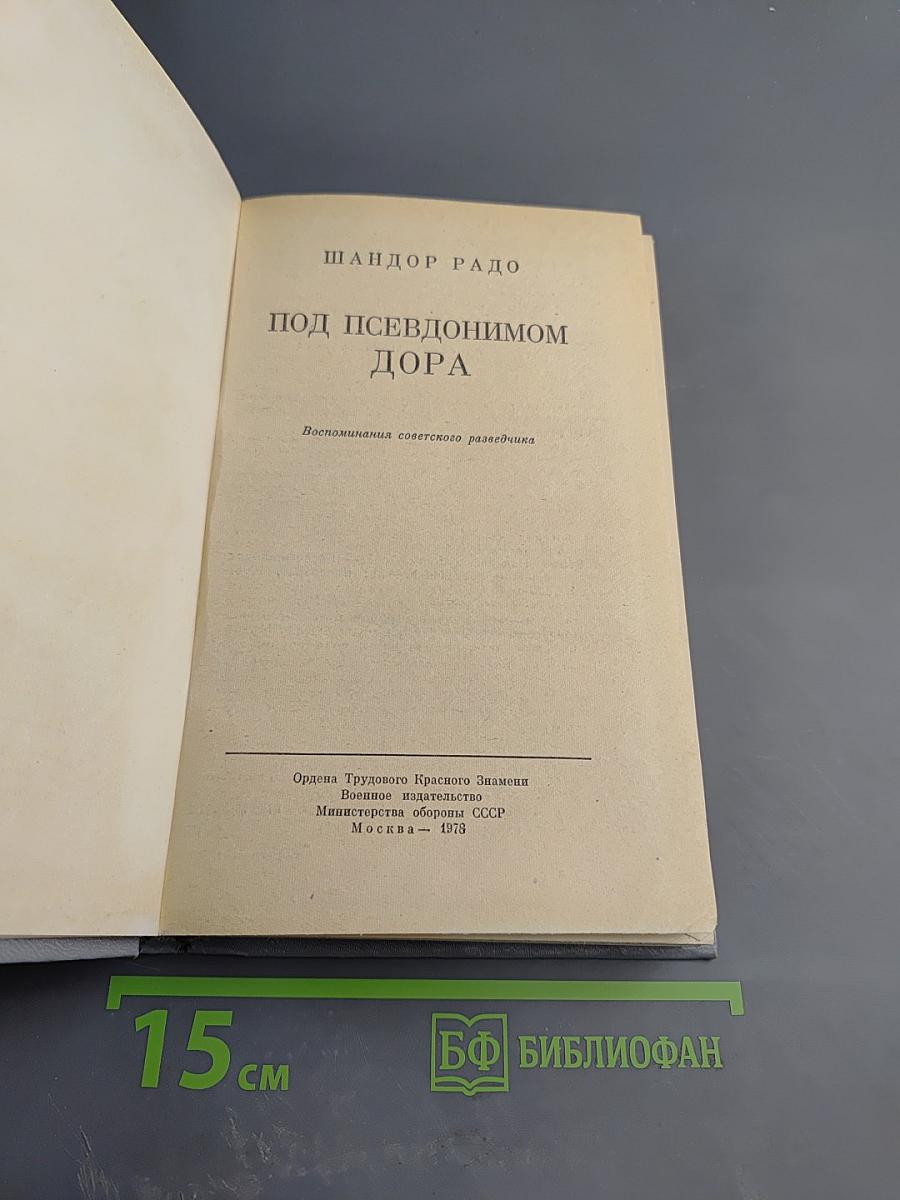 ШАНДОР РАДО
ПОД ПСЕВДОНИМОМ
ДОРА
Воспоминания советского разведчика
Ордена Трудового Красного Знамени
Военное издательство
Министерства обороны СССР
Москва — 1978
15 см
БФ БИБЛИОФАН